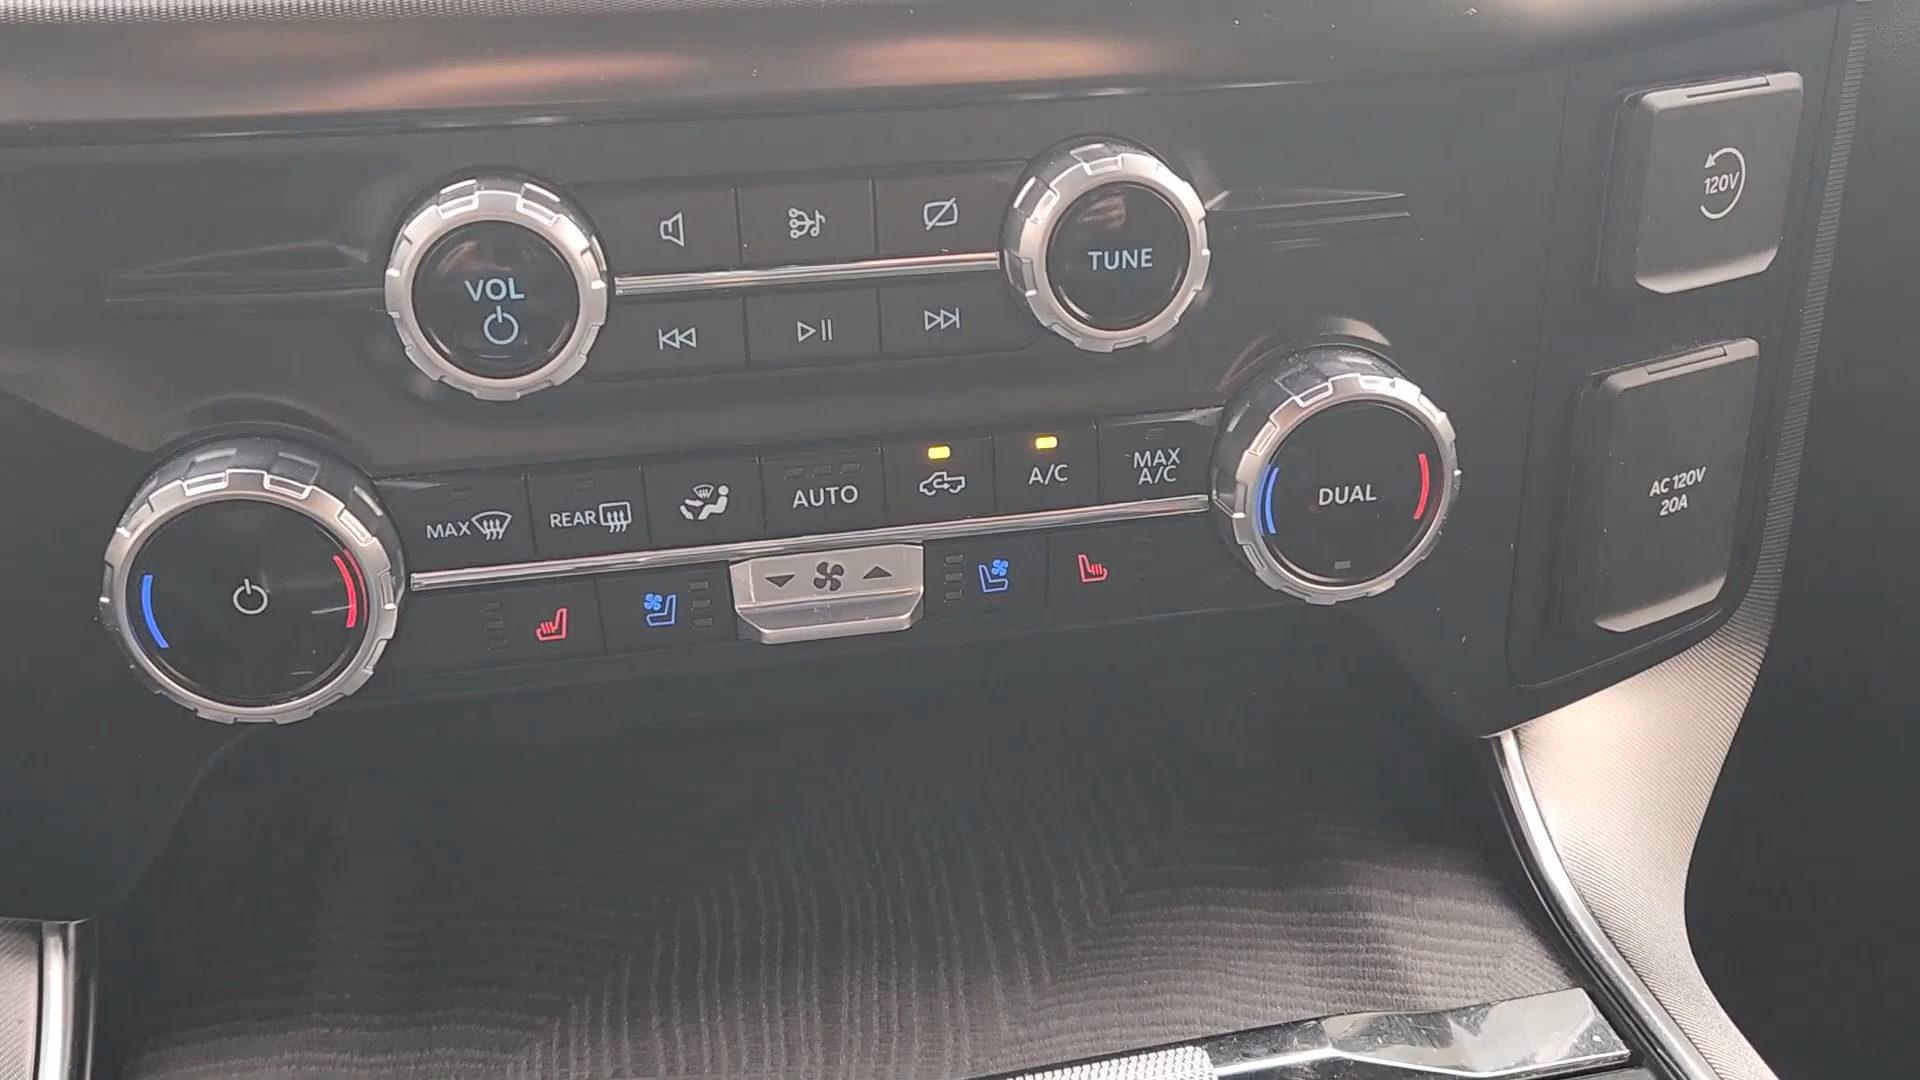 VOL
TUNE
120V
MAX
REAR
AUTO
A/C
MAX
A/C
DUAL
AC 120V
20A